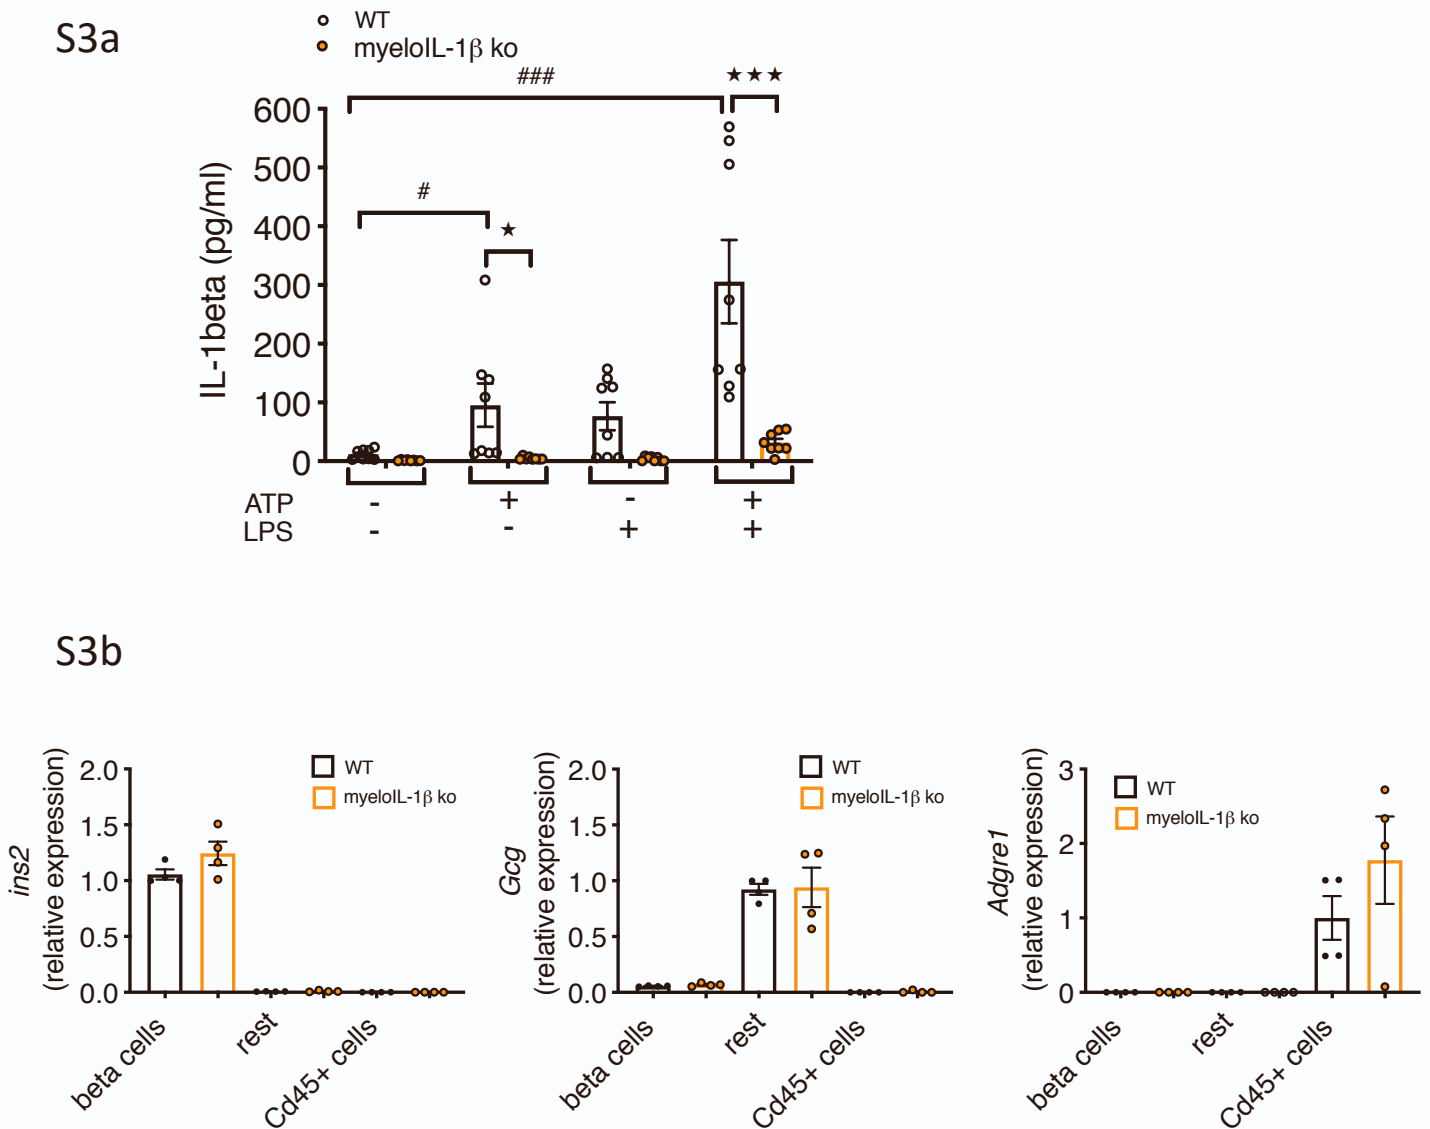 S3a
WT
myeloIL-1β ko
###
★★★
#
★
IL-1beta (pg/ml)
600
500
400
300
200
100
0
ATP - + - +
LPS - - + +
S3b
ins2
(relative expression)
2.0
1.5
1.0
0.5
0.0
WT
myeloIL-1β ko
beta cells
rest
Cd45+ cells
Gcg
(relative expression)
2.0
1.5
1.0
0.5
0.0
WT
myeloIL-1β ko
beta cells
rest
Cd45+ cells
Adgre1
(relative expression)
3
2
1
0
WT
myeloIL-1β ko
beta cells
rest
Cd45+ cells